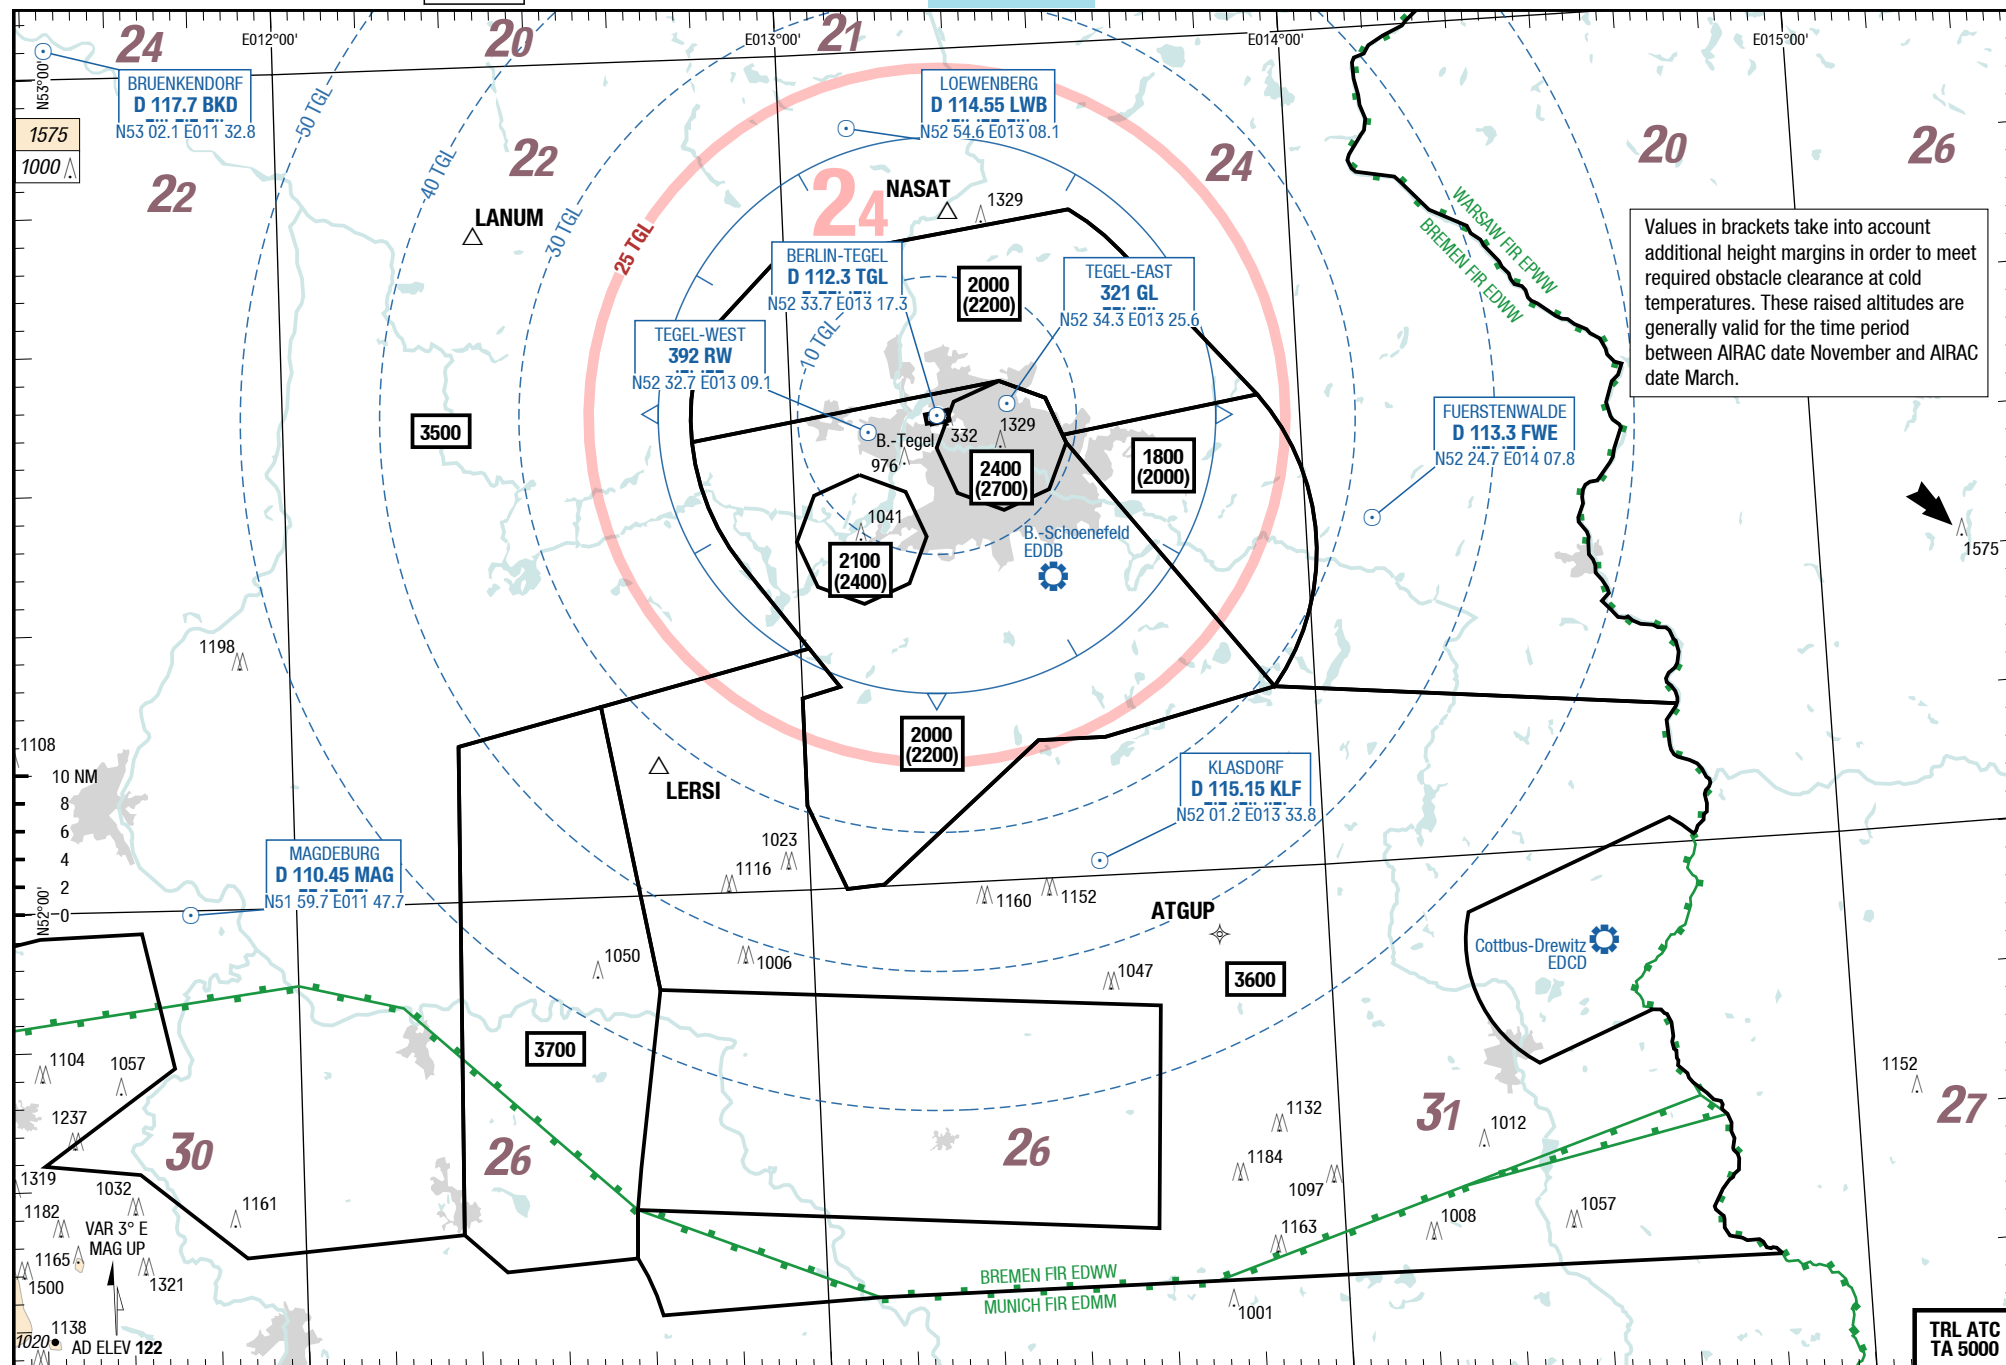 24
E012°00'
20
E013°00'
21
E014°00'
E015°00'
N53°00'
BRUENKENDORF
D 117.7 BKD
N53 02.1 E011 32.8
50 TGL
LOEWENBERG
D 114.55 LWB
N52 54.6 E013 08.1
1575
1000
22
22
40 TGL
24
20
26
LANUM
30 TGL
25 TGL
24
NASAT
1329
WARSAW FIR EPWW
BREMEN FIR EDWW
Values in brackets take into account
additional height margins in order to meet
required obstacle clearance at cold
temperatures. These raised altitudes are
generally valid for the time period
between AIRAC date November and AIRAC
date March.
BERLIN-TEGEL
D 112.3 TGL
N52 33.7 E013 17.3
2000
(2200)
TEGEL-EAST
321 GL
N52 34.3 E013 25.6
TEGEL-WEST
392 RW
N52 32.7 E013 09.1
10 TGL
3500
B.-Tegel
332
1329
976
2400
(2700)
1800
(2000)
FUERSTENWALDE
D 113.3 FWE
N52 24.7 E014 07.8
1041
2100
(2400)
B.-Schoenefeld
EDDB
1575
1198
2000
(2200)
1108
10 NM
8
6
4
2
0
N52°00'
LERSI
KLASDORF
D 115.15 KLF
N52 01.2 E013 33.8
MAGDEBURG
D 110.45 MAG
N51 59.7 E011 47.7
1023
1116
1160
1152
ATGUP
1050
1006
1047
3600
Cottbus-Drewitz
EDCD
3700
1104
1057
1237
30
26
26
1132
1184
1097
31
1012
1152
27
1319
1032
1182
1161
1163
1008
1057
VAR 3° E
MAG UP
1165
1500
1321
BREMEN FIR EDWW
MUNICH FIR EDMM
1001
1138
1020
AD ELEV 122
TRL ATC
TA 5000